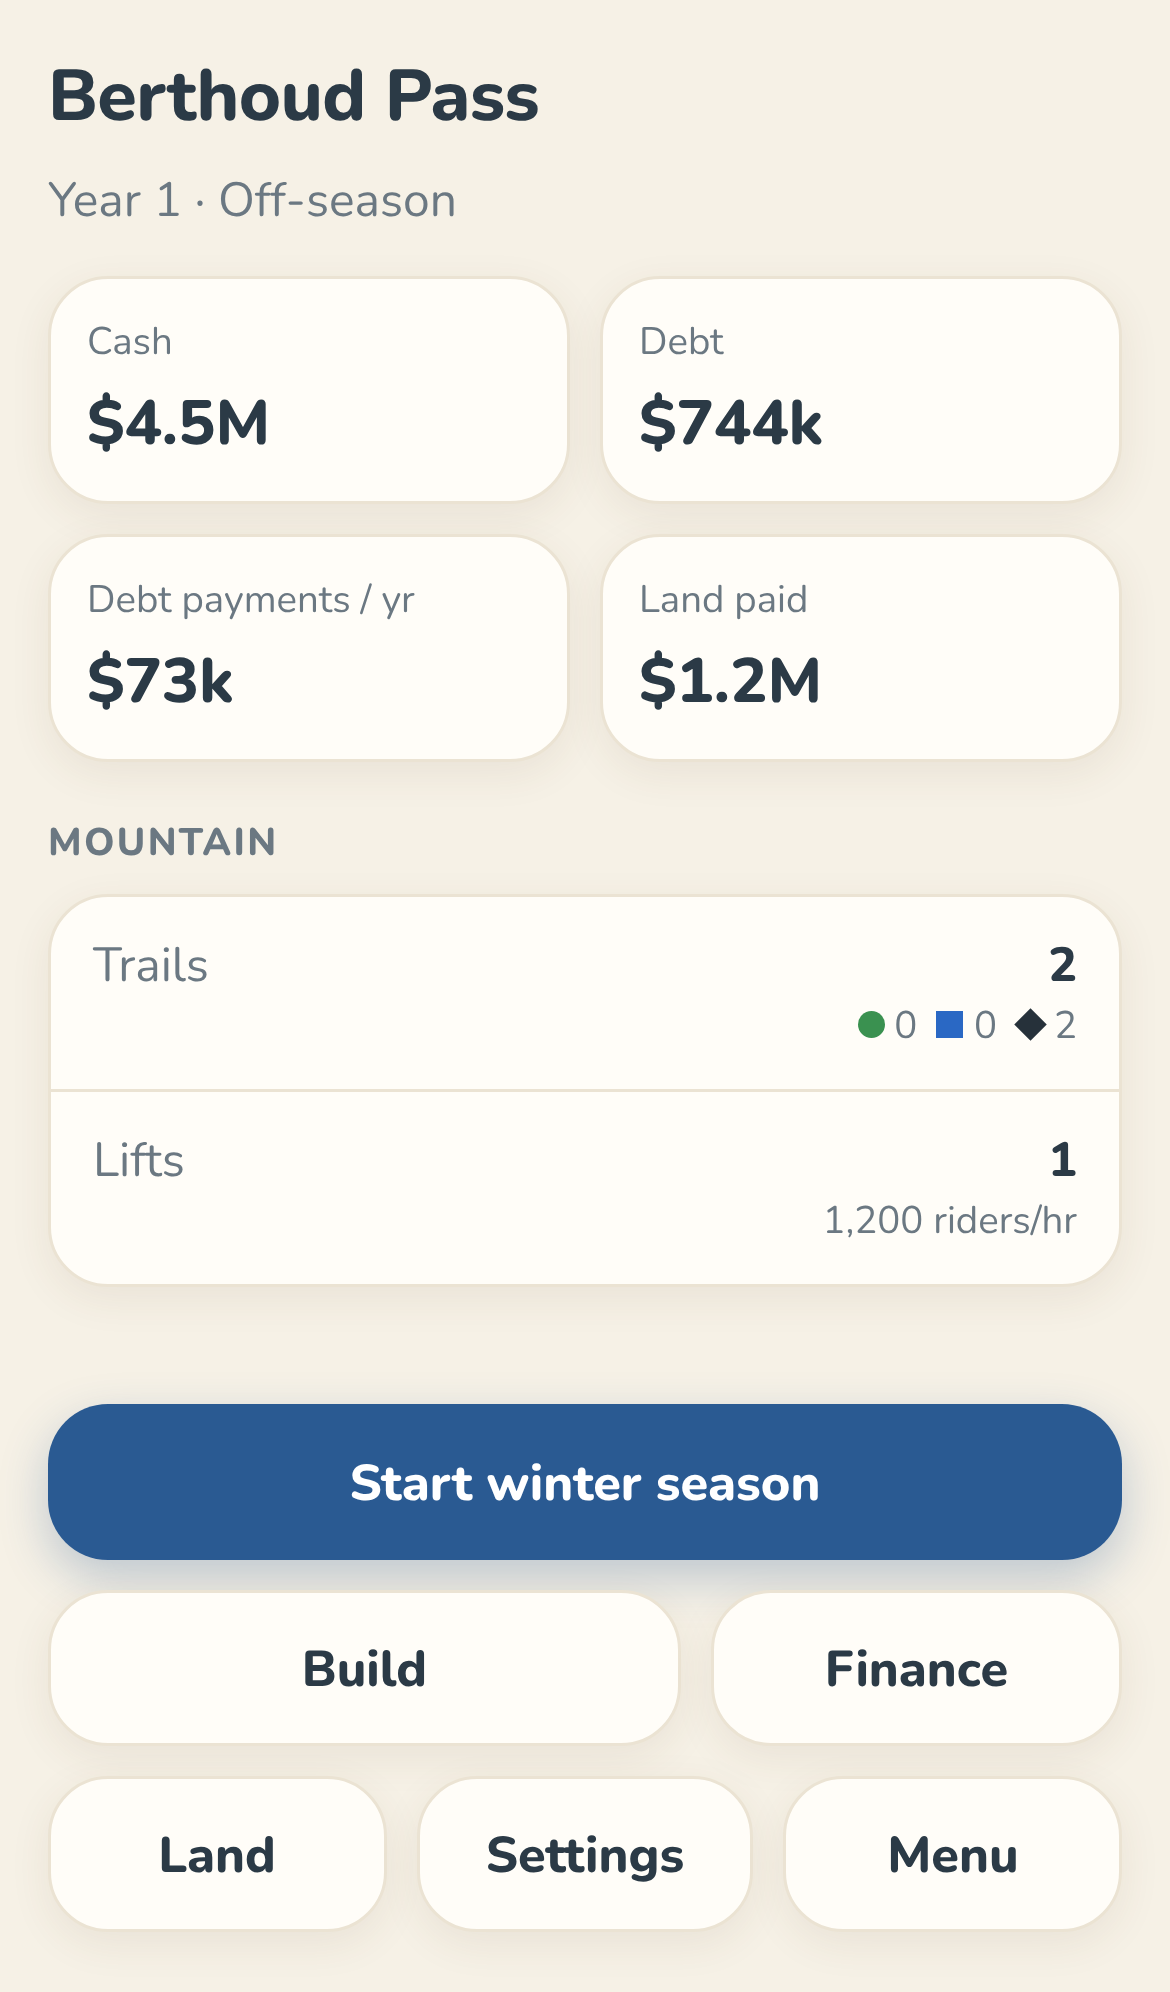 Berthoud Pass
Year 1 · Off-season
Cash
$4.5M
Debt
$744k
Debt payments / yr
$73k
Land paid
$1.2M
MOUNTAIN
Trails 2
0 0 2
Lifts 1
1,200 riders/hr
Start winter season
Build
Finance
Land
Settings
Menu